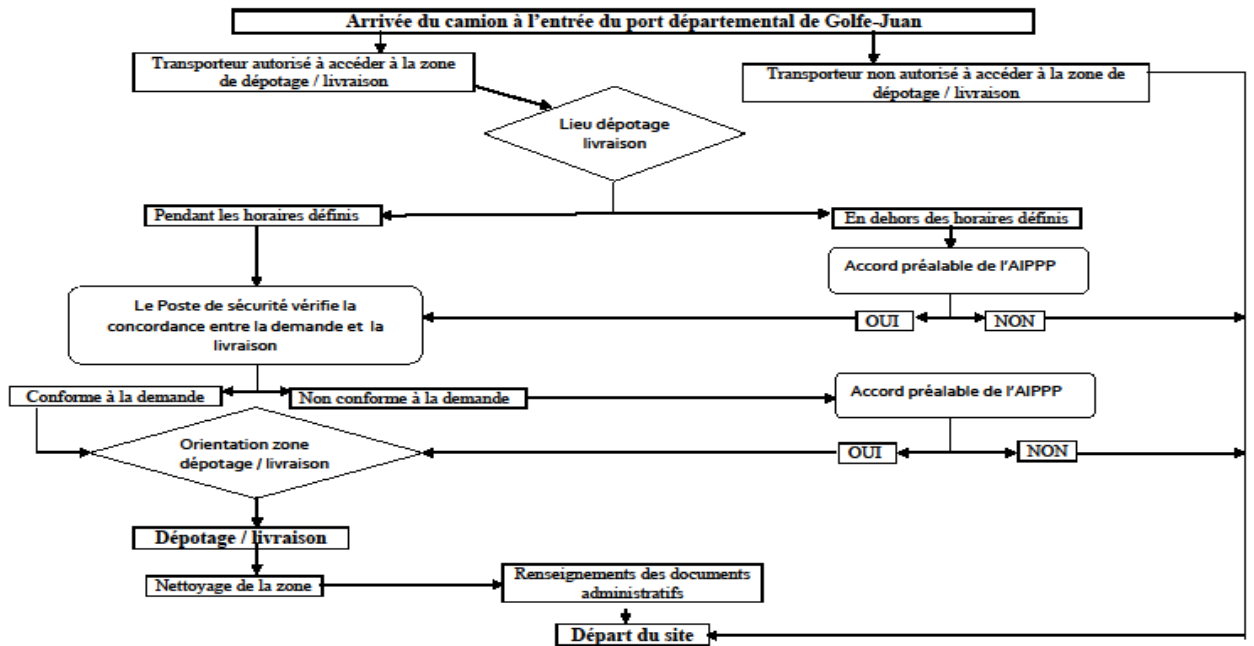 Arrivée du camion à l'entrée du port départemental de Golfe-Juan
Transporteur autorisé à accéder à la zone
de dépotage / livraison
Transporteur non autorisé à accéder à la zone de
dépotage / livraison
Lieu dépotage
livraison
Pendant les horaires définis
En dehors des horaires définis
Accord préalable de l'AIPPP
Le Poste de sécurité vérifie la
concordance entre la demande et la
livraison
OUI
NON
Conforme à la demande
Non conforme à la demande
Accord préalable de l'AIPPP
Orientation zone
dépotage / livraison
OUI
NON
Dépotage / livraison
Nettoyage de la zone
Renseignements des documents
administratifs
Départ du site